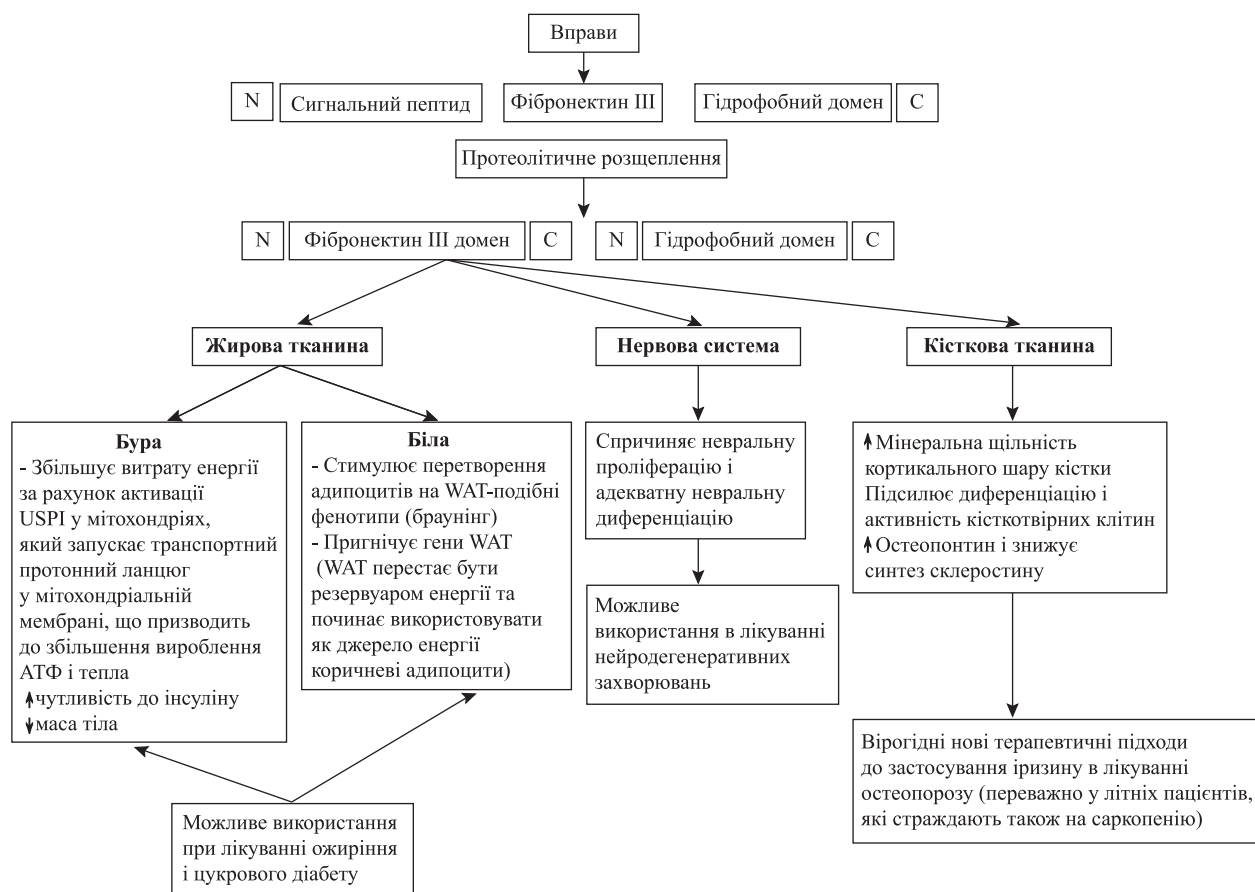 Вправи
N Сигнальний пептид Фібронектин III Гідрофобний домен C
Протеолітичне розщеплення
N Фібронектин III домен C N Гідрофобний домен C
Жирова тканина
Нервова система
Кісткова тканина
Бура
- Збільшує витрату енергії
за рахунок активації
USPI у мітохондріях,
який запускає транспортний
протонний ланцюг
у мітохондріальній
мембрані, що призводить
до збільшення вироблення
АТФ і тепла
↑чутливість до інсуліну
↓маса тіла
Біла
- Стимулює перетворення
адипоцитів на WAT-подібні
фенотипи (браунінг)
- Пригнічує гени WAT
(WAT перестає бути
резервуаром енергії та
починає використовувати
як джерело енергії
коричневі адипоцити)
Спричиняє невральну
проліферацію і
адекватну невральну
диференціацію
↑Мінеральна щільність
кортикального шару кістки
Підсилює диференціацію і
активність кісткотвірних клітин
↑Остеопонтин і знижує
синтез склеростину
Можливе
використання в лікуванні
нейродегенеративних
захворювань
Вірогідні нові терапевтичні підходи
до застосування іризину в лікуванні
остеопорозу (переважно у літніх пацієнтів,
які страждають також на саркопенію)
Можливе використання
при лікуванні ожиріння
і цукрового діабету